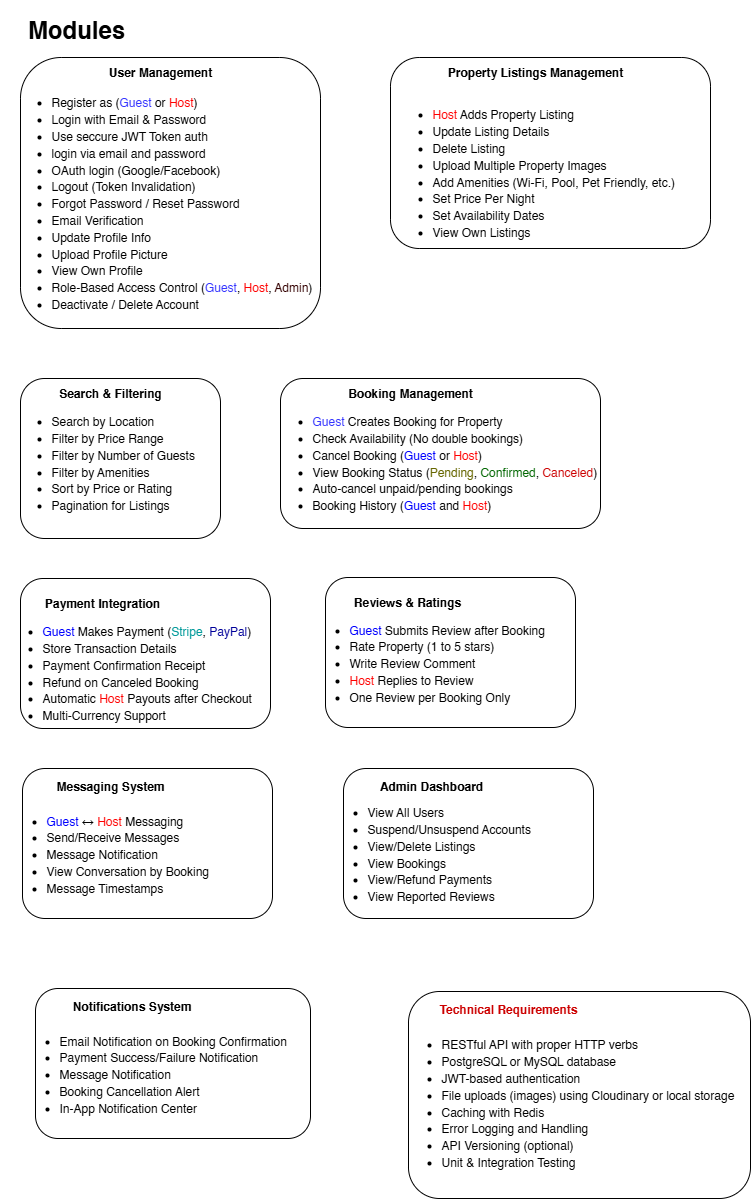 Modules
User Management
Register as (Guest or Host)
Login with Email & Password
Use seccure JWT Token auth
login via email and password
OAuth login (Google/Facebook)
Logout (Token Invalidation)
Forgot Password / Reset Password
Email Verification
Update Profile Info
Upload Profile Picture
View Own Profile
Role-Based Access Control (Guest, Host, Admin)
Deactivate / Delete Account
Property Listings Management
Host Adds Property Listing
Update Listing Details
Delete Listing
Upload Multiple Property Images
Add Amenities (Wi-Fi, Pool, Pet Friendly, etc.)
Set Price Per Night
Set Availability Dates
View Own Listings
Search & Filtering
Search by Location
Filter by Price Range
Filter by Number of Guests
Filter by Amenities
Sort by Price or Rating
Pagination for Listings
Booking Management
Guest Creates Booking for Property
Check Availability (No double bookings)
Cancel Booking (Guest or Host)
View Booking Status (Pending, Confirmed, Canceled)
Auto-cancel unpaid/pending bookings
Booking History (Guest and Host)
Payment Integration
Guest Makes Payment (Stripe, PayPal)
Store Transaction Details
Payment Confirmation Receipt
Refund on Canceled Booking
Automatic Host Payouts after Checkout
Multi-Currency Support
Reviews & Ratings
Guest Submits Review after Booking
Rate Property (1 to 5 stars)
Write Review Comment
Host Replies to Review
One Review per Booking Only
Messaging System
Guest ↔ Host Messaging
Send/Receive Messages
Message Notification
View Conversation by Booking
Message Timestamps
Admin Dashboard
View All Users
Suspend/Unsuspend Accounts
View/Delete Listings
View Bookings
View/Refund Payments
View Reported Reviews
Notifications System
Email Notification on Booking Confirmation
Payment Success/Failure Notification
Message Notification
Booking Cancellation Alert
In-App Notification Center
Technical Requirements
RESTful API with proper HTTP verbs
PostgreSQL or MySQL database
JWT-based authentication
File uploads (images) using Cloudinary or local storage
Caching with Redis
Error Logging and Handling
API Versioning (optional)
Unit & Integration Testing